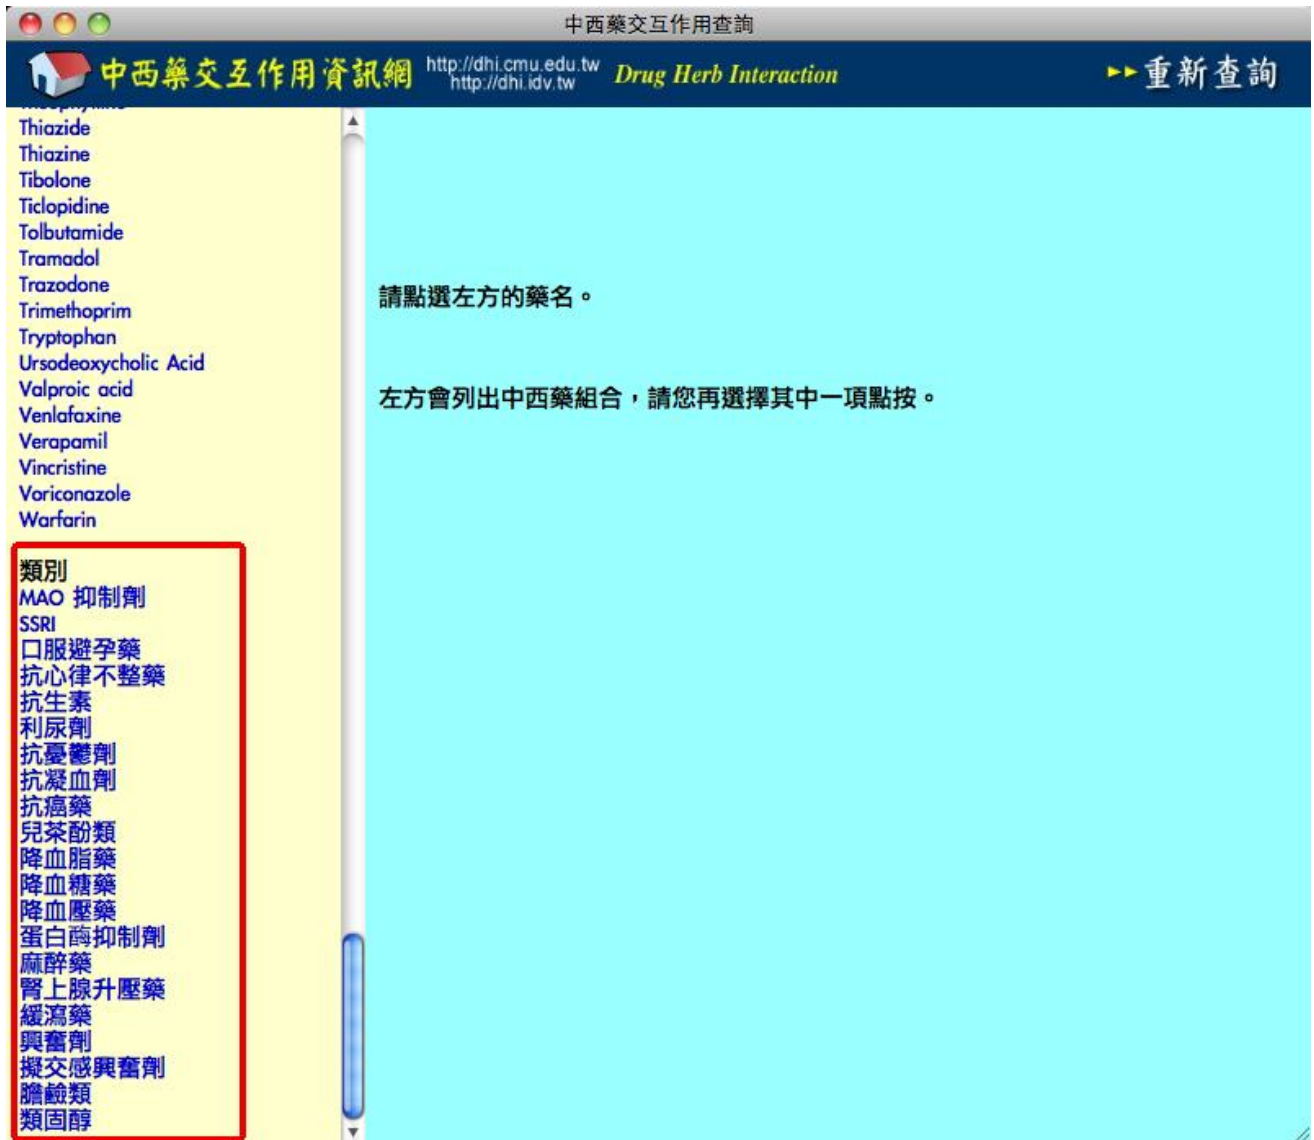 中西藥交互作用查詢
中西藥交互作用資訊網 http://dhi.cmu.edu.tw Drug Herb Interaction ►►重新查詢
http://dhi.idv.tw
Thiazide
Thiazine
Tibolone
Ticlopidine
Tolbutamide
Tramadol
Trazodone
Trimethoprim
Tryptophan
Ursodeoxycholic Acid
Valproic acid
Venlafaxine
Verapamil
Vincristine
Voriconazole
Warfarin
類別
MAO 抑制劑
SSRI
口服避孕藥
抗心律不整藥
抗生素
利尿劑
抗憂鬱劑
抗凝血劑
抗癌藥
兒茶酚類
降血脂藥
降血糖藥
降血壓藥
蛋白酶抑制劑
麻醉藥
腎上腺升壓藥
緩瀉藥
興奮劑
擬交感興奮劑
膽鹼類
類固醇
請點選左方的藥名。
左方會列出中西藥組合，請您再選擇其中一項點按。